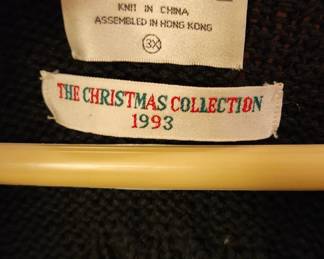 KNIT IN CHINA
ASSEMBLED IN HONG KONG
3X
THE CHRISTMAS COLLECTION
1993